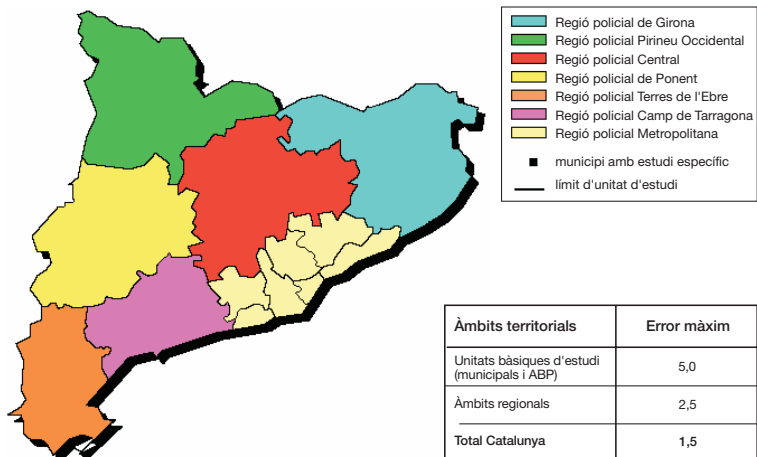 Regió policial de Girona
Regió policial Pirineu Occidental
Regió policial Central
Regió policial de Ponent
Regió policial Terres de l'Ebre
Regió policial Camp de Tarragona
Regió policial Metropolitana
municipi amb estudi específic
límit d'unitat d'estudi
Àmbits territorials Error màxim
Unitats bàsiques d'estudi
(municipals i ABP) 5,0
Àmbits regionals 2,5
Total Catalunya 1,5